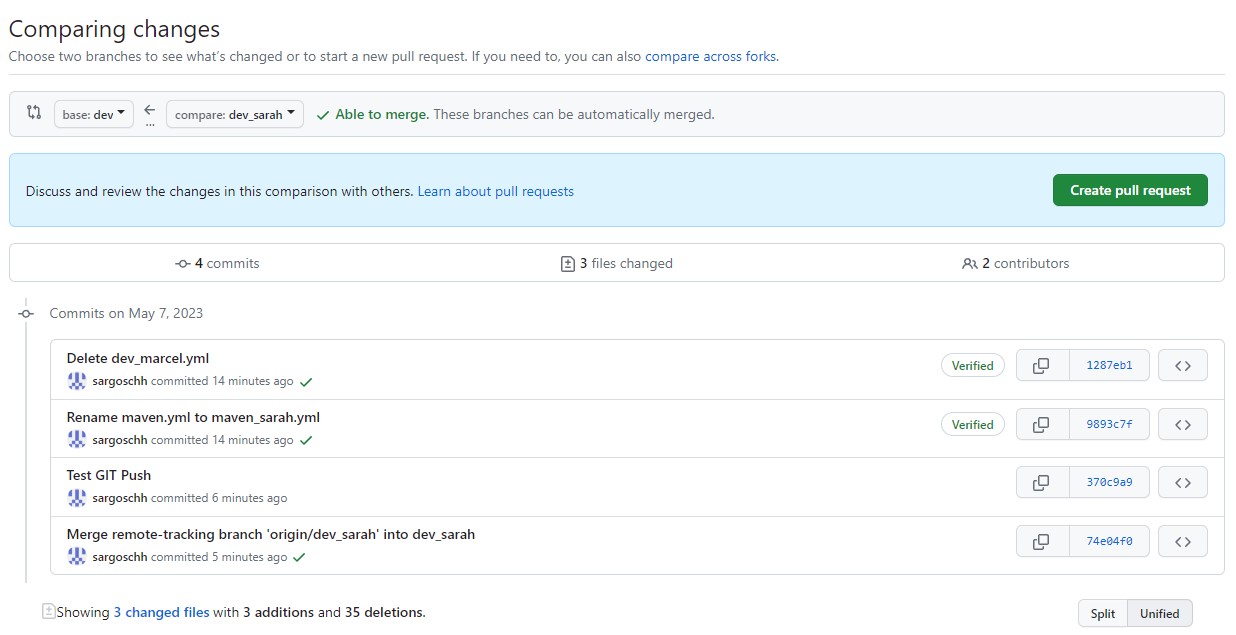 Comparing changes
Choose two branches to see what's changed or to start a new pull request. If you need to, you can also compare across forks.
base: dev ... compare: dev_sarah Able to merge. These branches can be automatically merged.
Discuss and review the changes in this comparison with others. Learn about pull requests Create pull request
4 commits 3 files changed 2 contributors
Commits on May 7, 2023
Delete dev_marcel.yml
sargoschh committed 14 minutes ago Verified 1287eb1
Rename maven.yml to maven_sarah.yml
sargoschh committed 14 minutes ago Verified 9893c7f
Test GIT Push
sargoschh committed 6 minutes ago 370c9a9
Merge remote-tracking branch 'origin/dev_sarah' into dev_sarah
sargoschh committed 5 minutes ago 74e04f0
Showing 3 changed files with 3 additions and 35 deletions. Split Unified